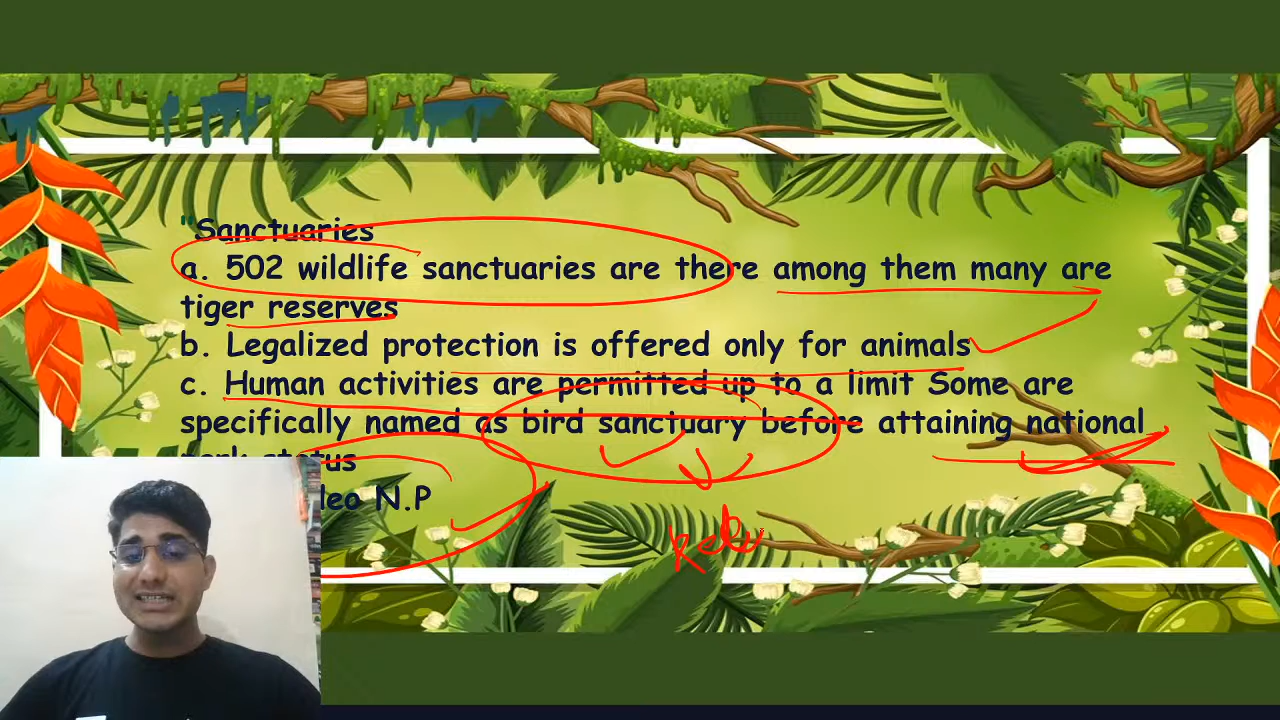 "Sanctuaries
a. 502 wildlife sanctuaries are there among them many are
tiger reserves
b. Legalized protection is offered only for animals
c. Human activities are permitted up to a limit Some are
specifically named as bird sanctuary before attaining national
status
leo N.P